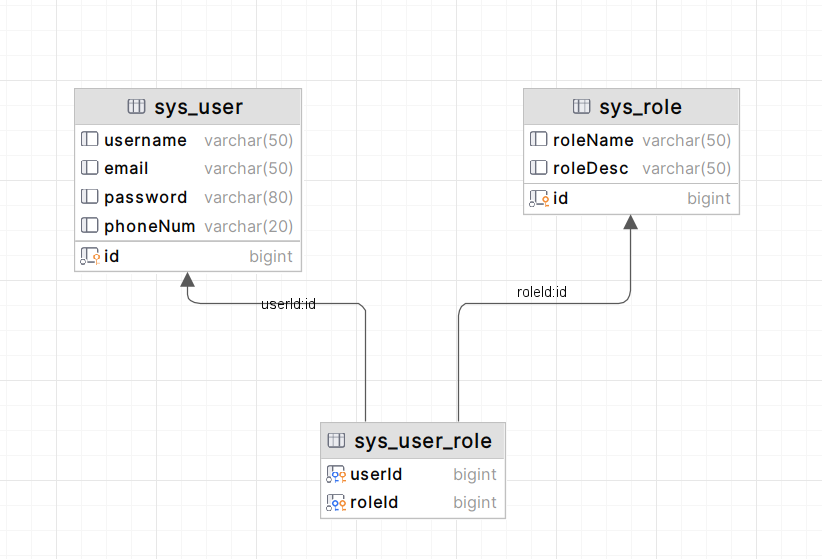 sys_user
username varchar(50)
email varchar(50)
password varchar(80)
phoneNum varchar(20)
id bigint
sys_role
roleName varchar(50)
roleDesc varchar(50)
id bigint
userId:id
roleId:id
sys_user_role
userId bigint
roleId bigint